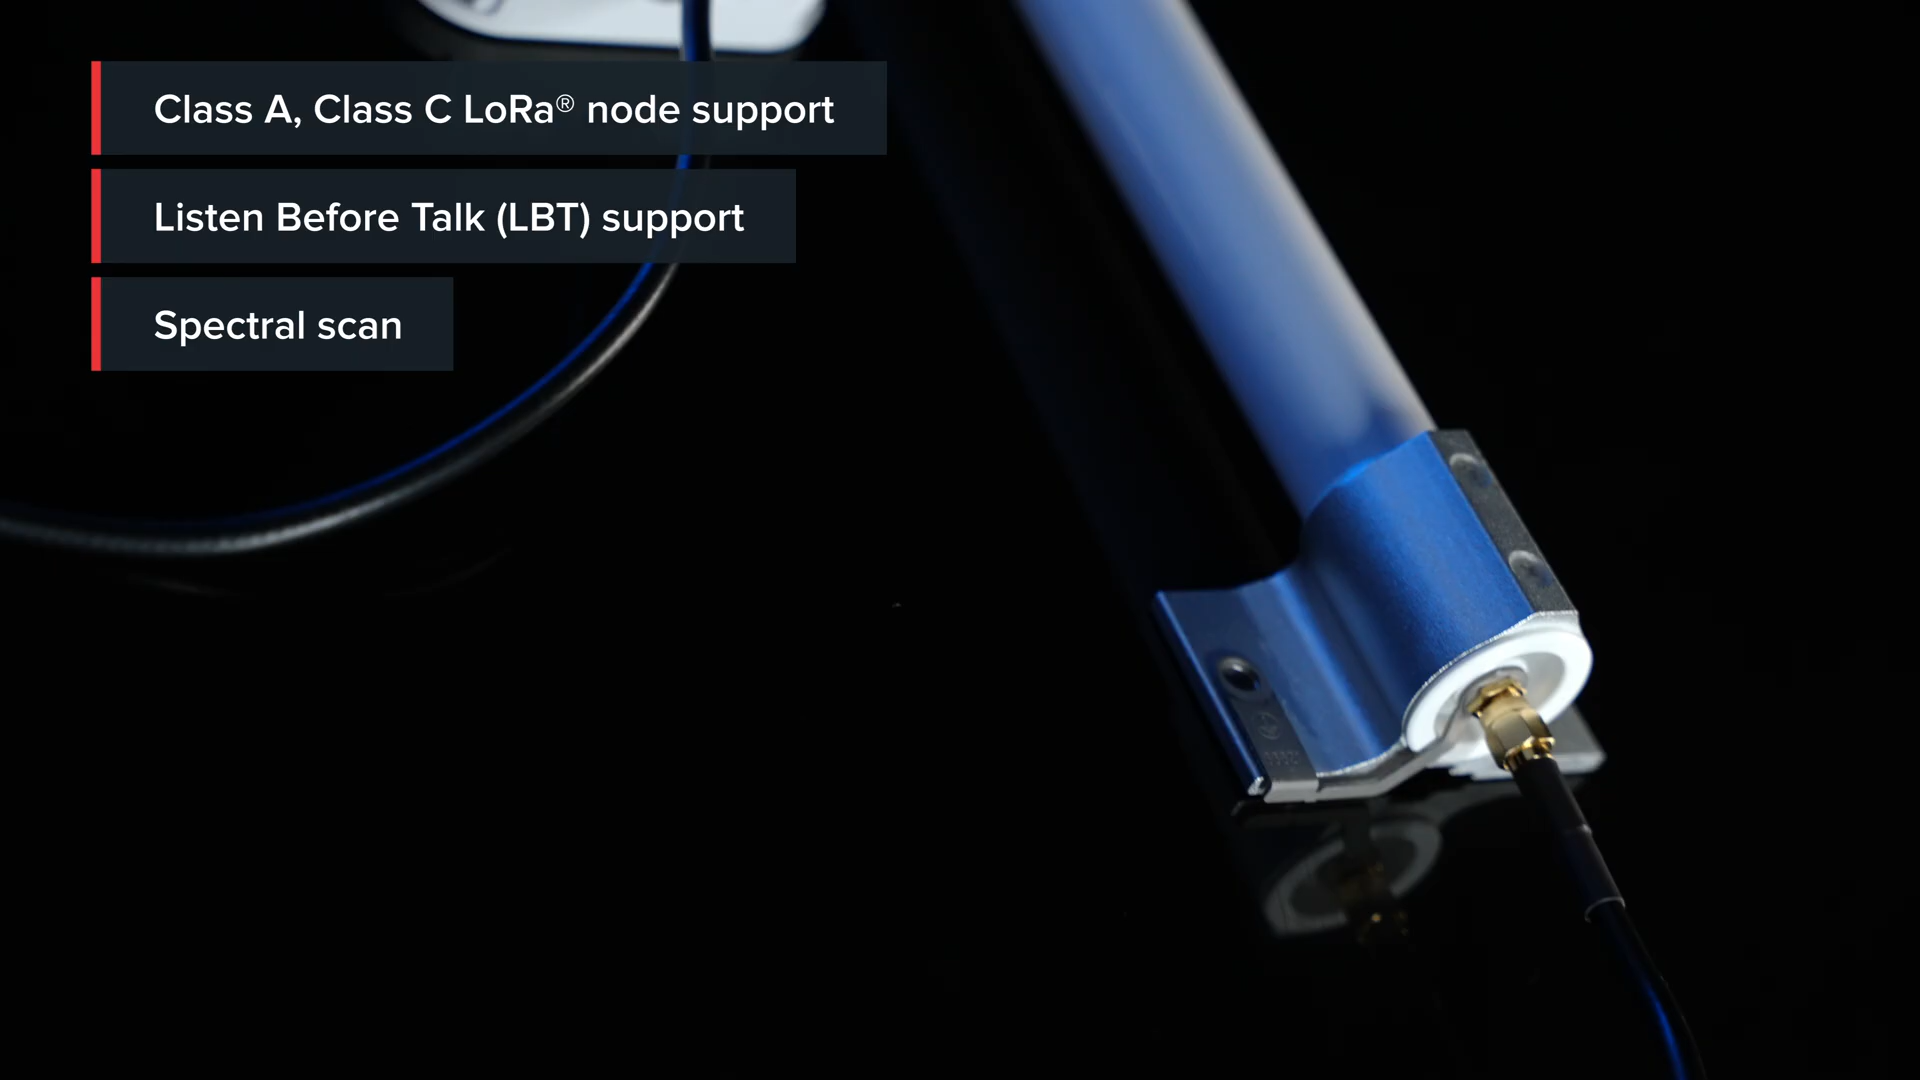 Class A, Class C LoRa® node support
Listen Before Talk (LBT) support
Spectral scan